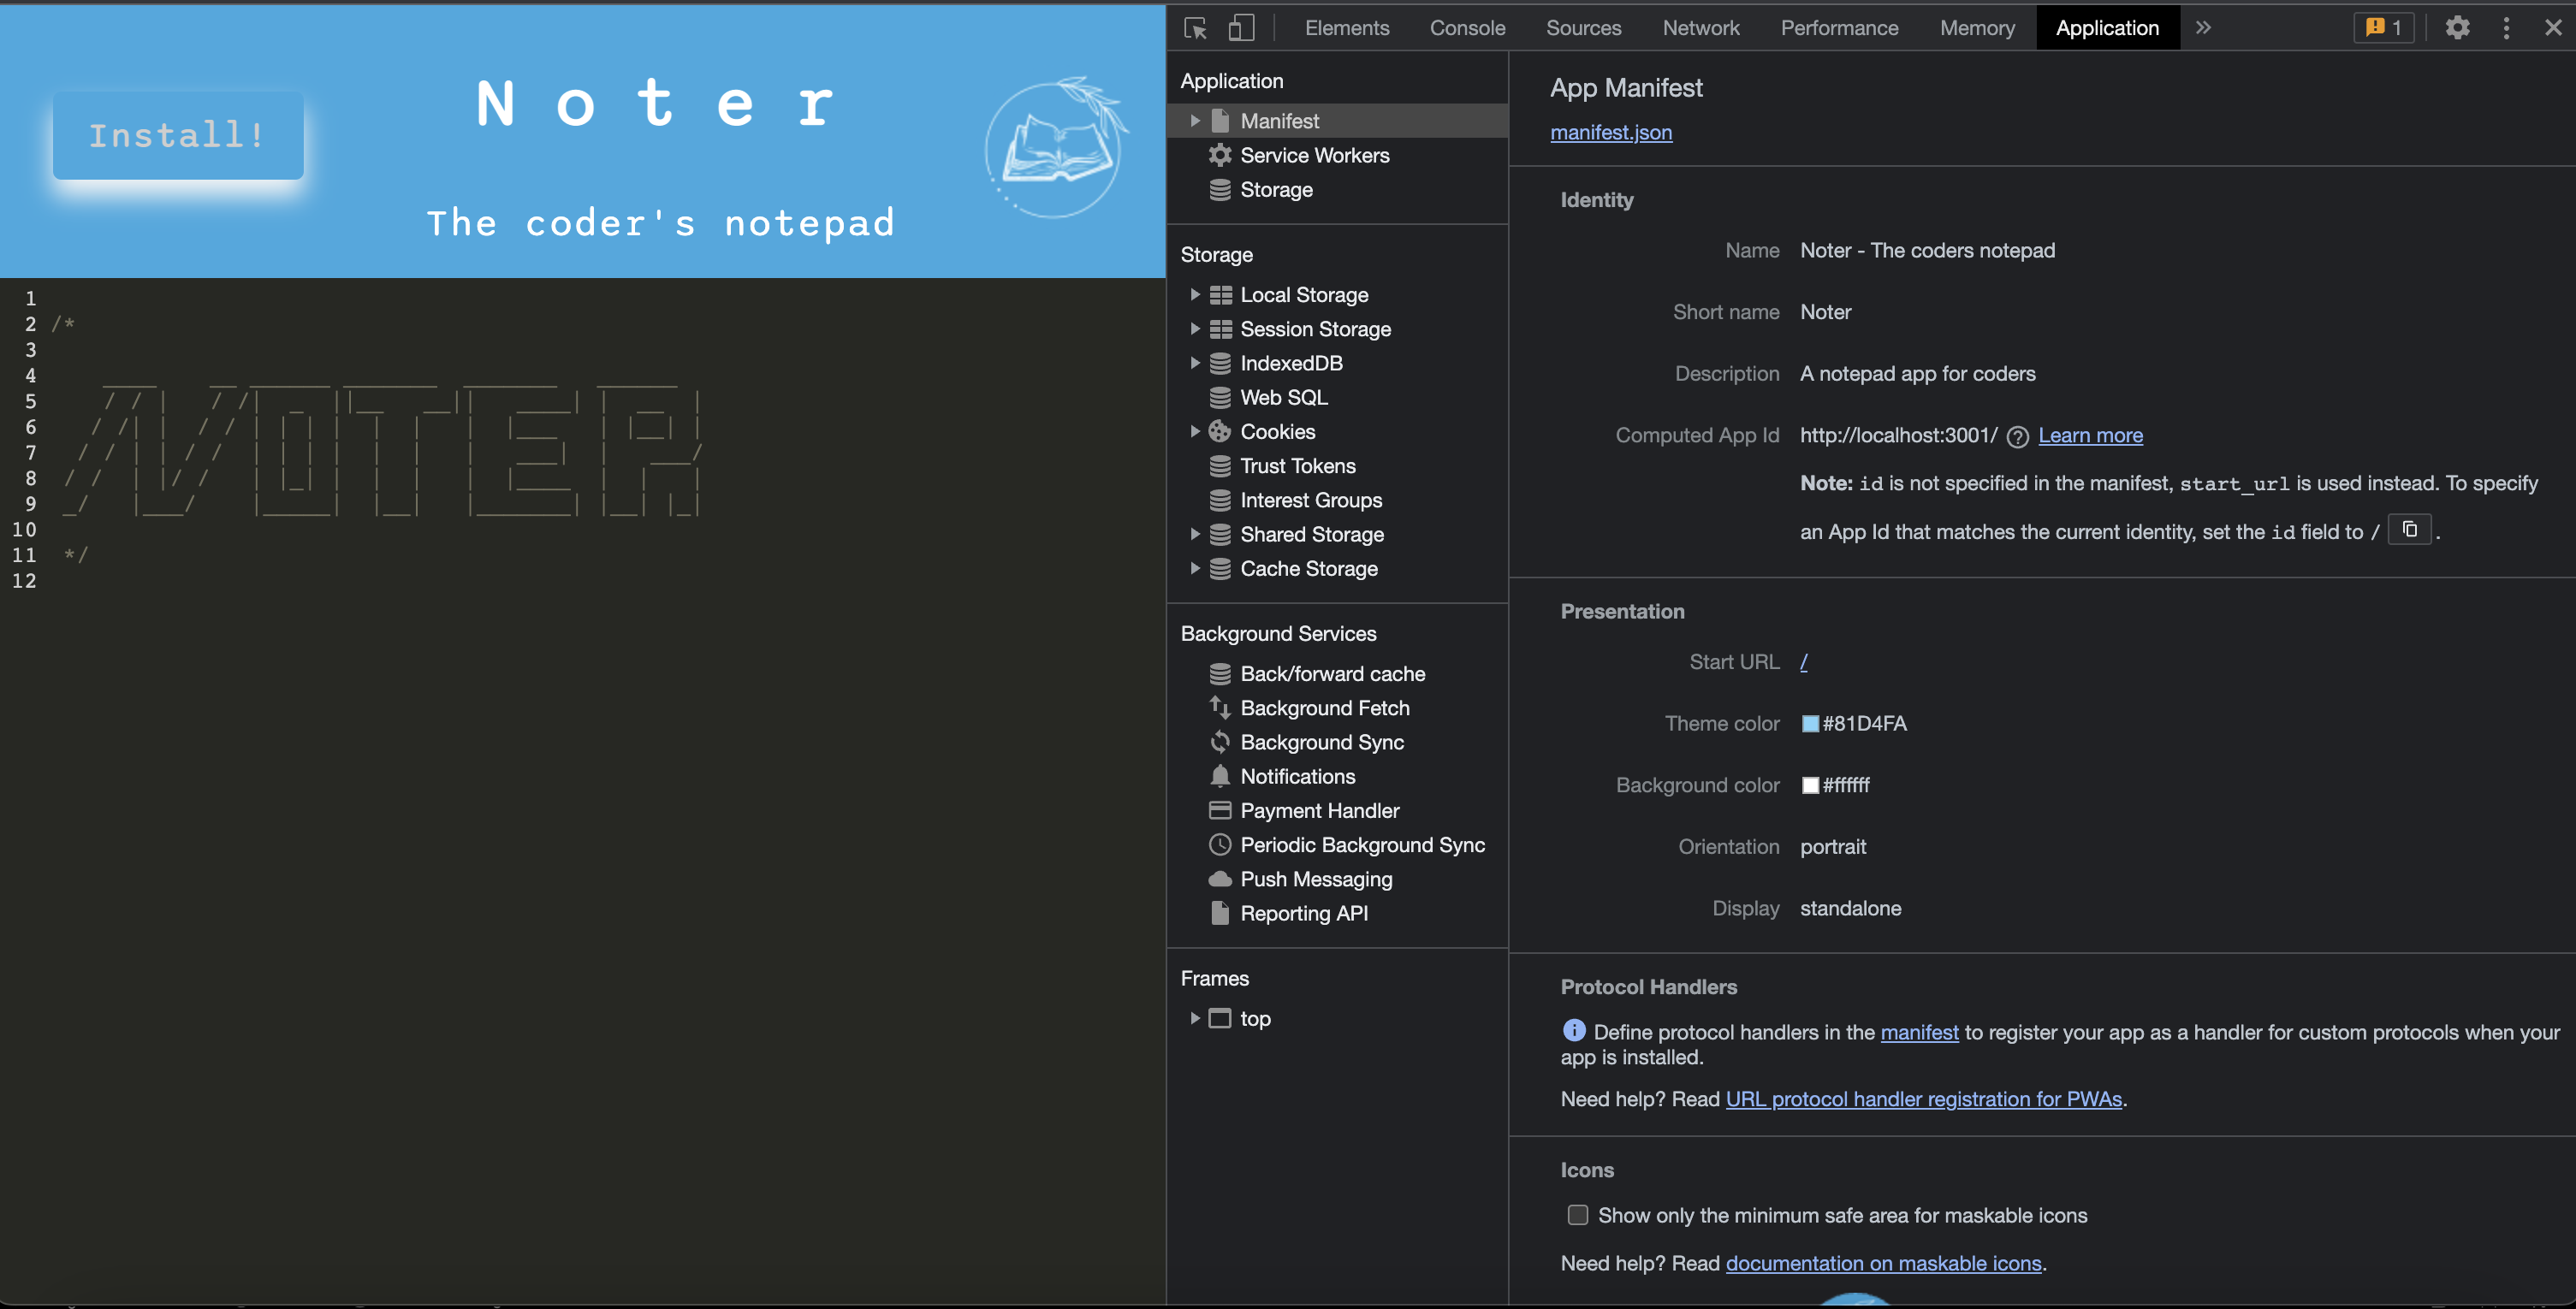 Install!
Noter
The coder's notepad
1
2 /*
3
4
5
6
7
8
9
10
11 */
12
Elements Console Sources Network Performance Memory Application » 1
Application
Manifest
Service Workers
Storage
Storage
Local Storage
Session Storage
IndexedDB
Web SQL
Cookies
Trust Tokens
Interest Groups
Shared Storage
Cache Storage
Background Services
Back/forward cache
Background Fetch
Background Sync
Notifications
Payment Handler
Periodic Background Sync
Push Messaging
Reporting API
Frames
top
App Manifest
manifest.json
Identity
Name Noter - The coders notepad
Short name Noter
Description A notepad app for coders
Computed App Id http://localhost:3001/ Learn more
Note: id is not specified in the manifest, start_url is used instead. To specify
an App Id that matches the current identity, set the id field to / .
Presentation
Start URL /
Theme color #81D4FA
Background color #ffffff
Orientation portrait
Display standalone
Protocol Handlers
Define protocol handlers in the manifest to register your app as a handler for custom protocols when your
app is installed.
Need help? Read URL protocol handler registration for PWAs.
Icons
Show only the minimum safe area for maskable icons
Need help? Read documentation on maskable icons.